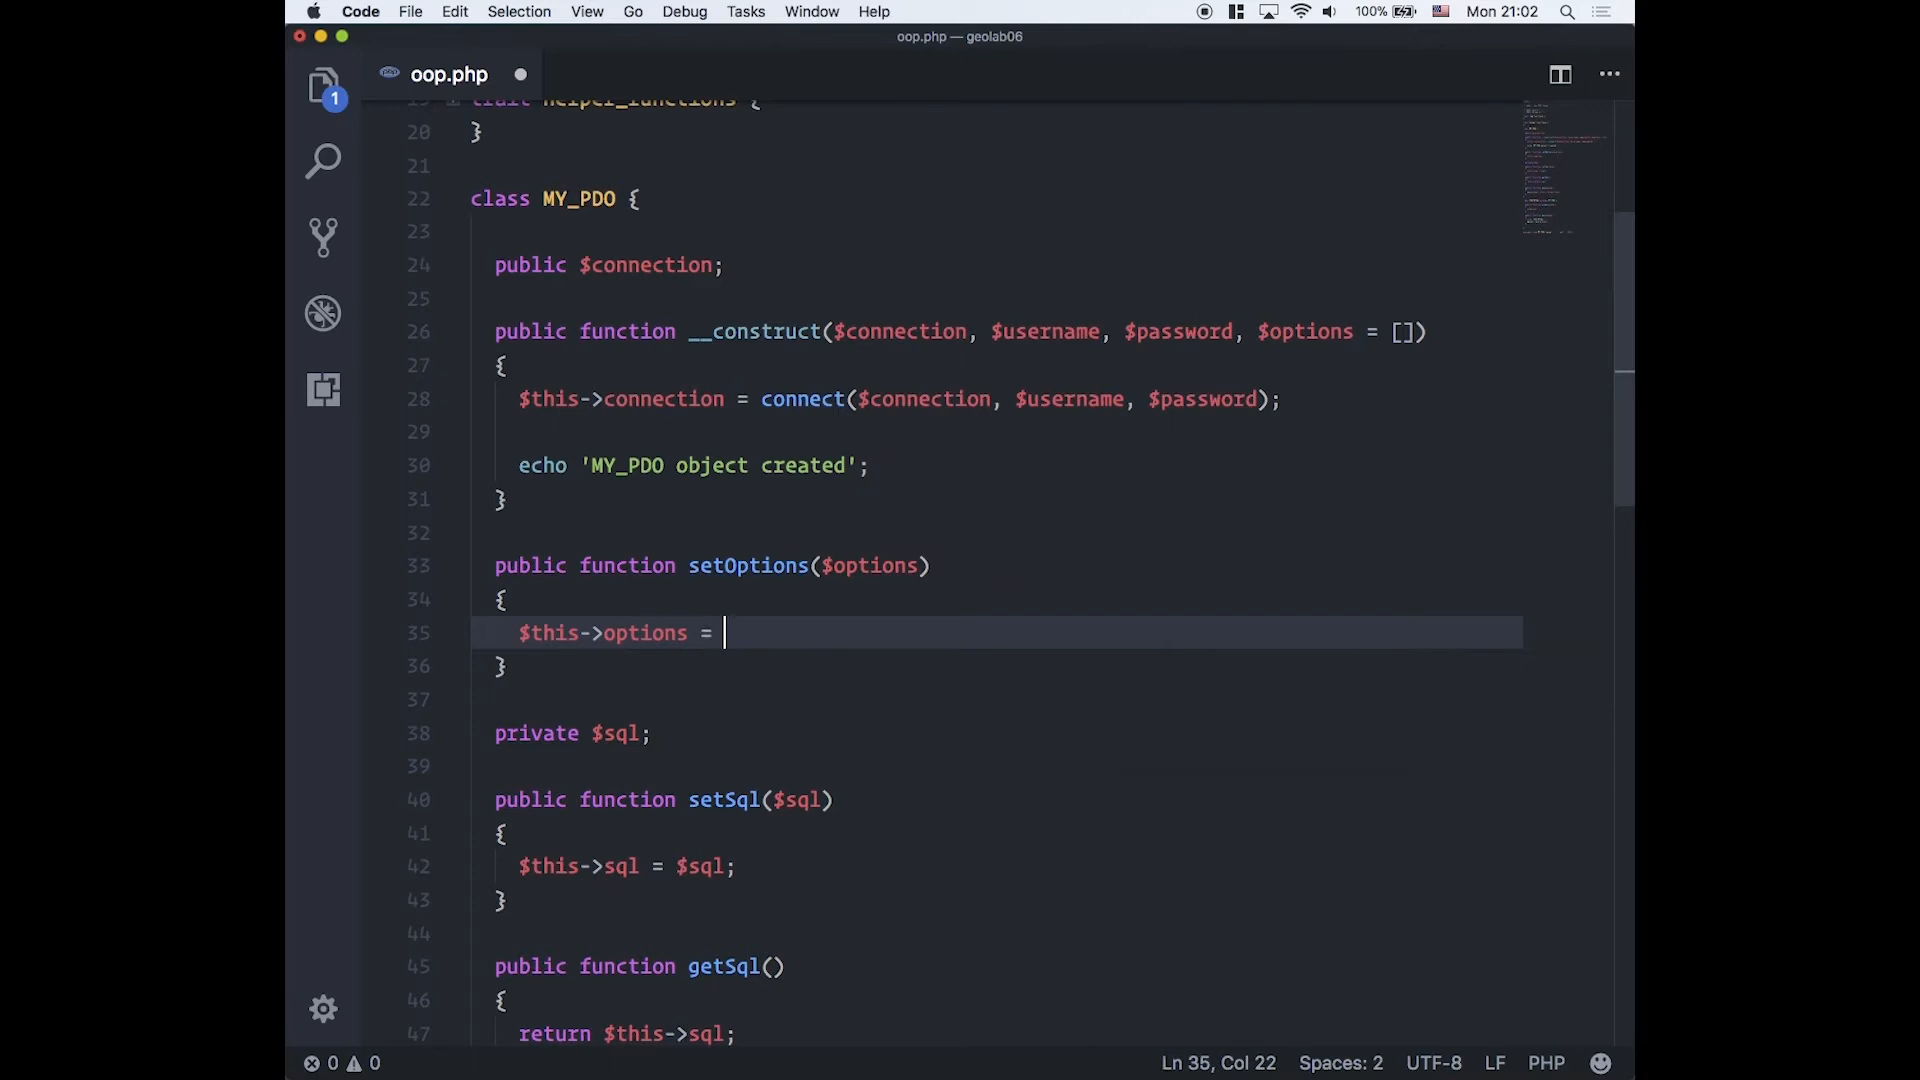 Code File Edit Selection View Go Debug Tasks Window Help 100% Mon 21:02
oop.php — geolab06
php oop.php
1
19 trait helper_functions {
20 }
21
22 class MY_PDO {
23
24 public $connection;
25
26 public function __construct($connection, $username, $password, $options = [])
27 {
28 $this->connection = connect($connection, $username, $password);
29
30 echo 'MY_PDO object created';
31 }
32
33 public function setOptions($options)
34 {
35 $this->options =
36 }
37
38 private $sql;
39
40 public function setSql($sql)
41 {
42 $this->sql = $sql;
43 }
44
45 public function getSql()
46 {
47 return $this->sql;
0 0 Ln 35, Col 22 Spaces: 2 UTF-8 LF PHP